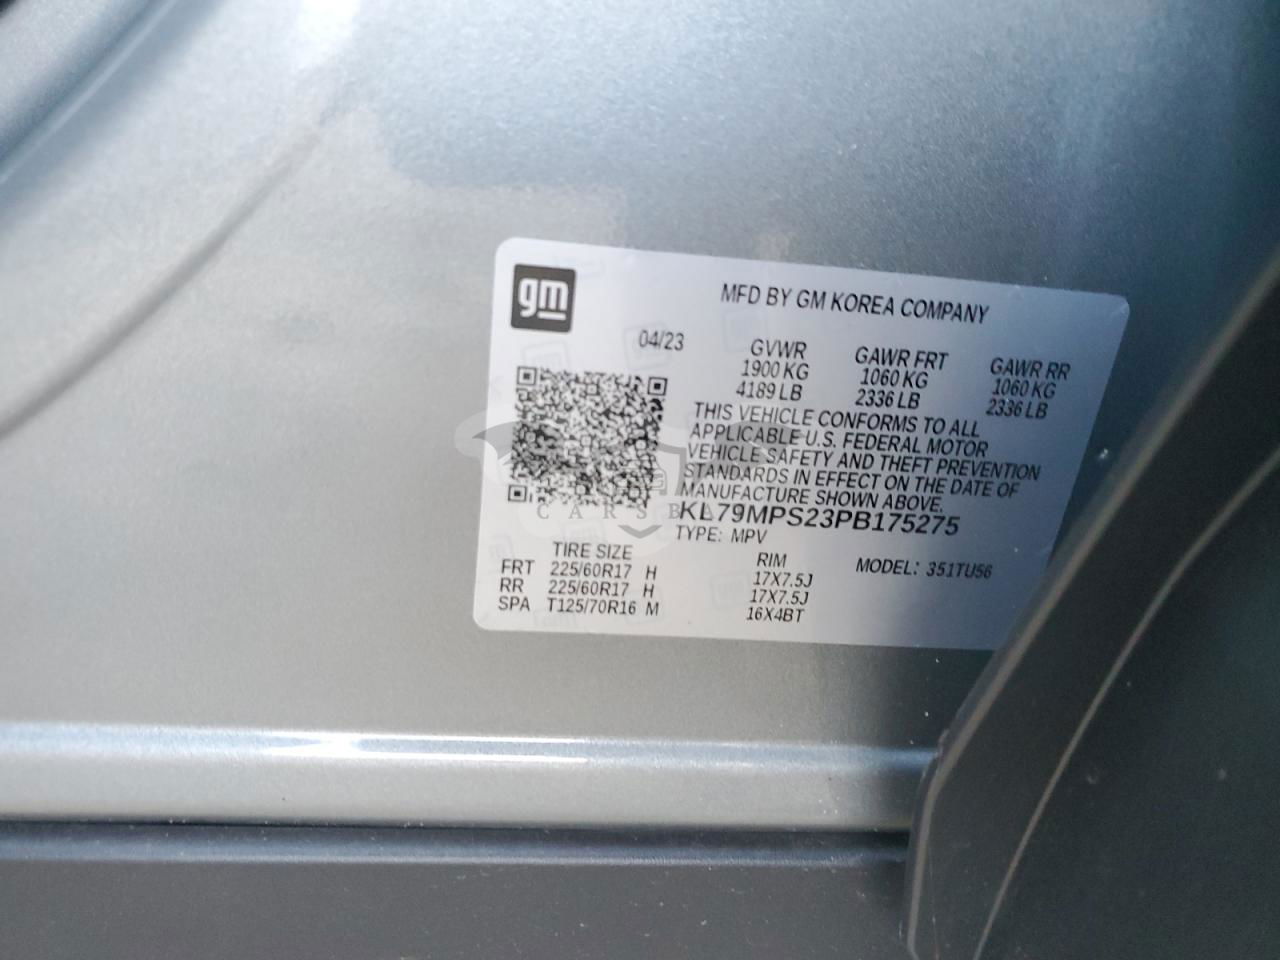 gm
MFD BY GM KOREA COMPANY
04/23
GVWR GAWR FRT GAWR RR
1900 KG 1060 KG 1060 KG
4189 LB 2336 LB 2336 LB
THIS VEHICLE CONFORMS TO ALL
APPLICABLE U.S. FEDERAL MOTOR
VEHICLE SAFETY AND THEFT PREVENTION
STANDARDS IN EFFECT ON THE DATE OF
MANUFACTURE SHOWN ABOVE.
KL79MPS23PB175275
TYPE: MPV
TIRE SIZE RIM MODEL: 351TU56
FRT 225/60R17 H 17X7.5J
RR 225/60R17 H 17X7.5J
SPA T125/70R16 M 16X4BT